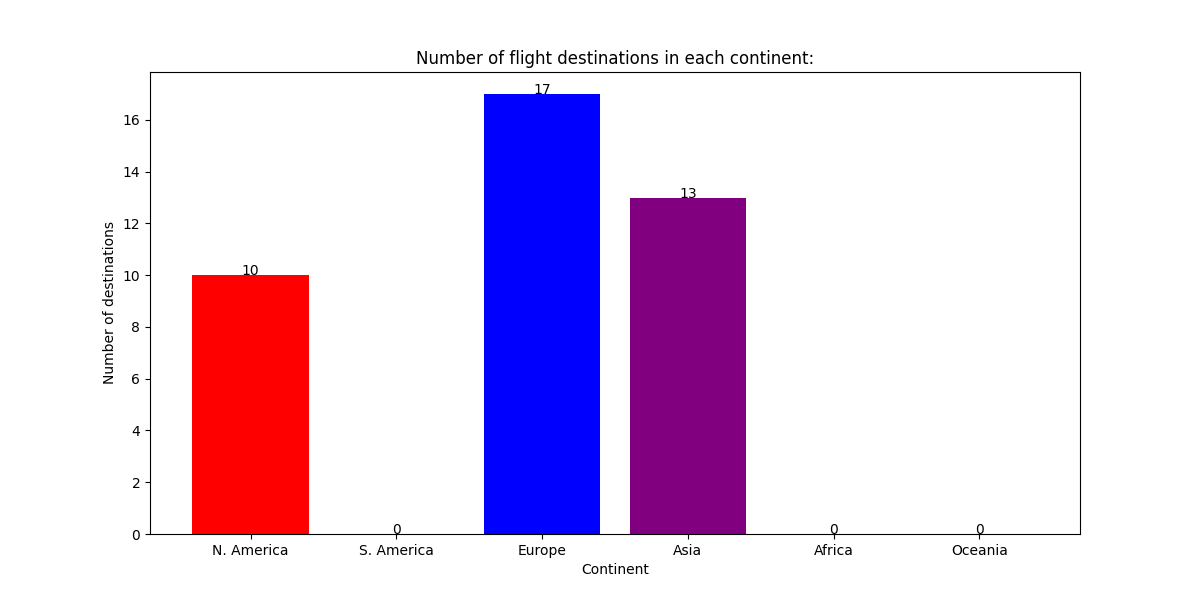 Number of flight destinations in each continent:
17
16
14
13
12
10
10
8
6
4
2
0
0
0
0
Number of destinations
N. America
S. America
Europe
Asia
Africa
Oceania
Continent